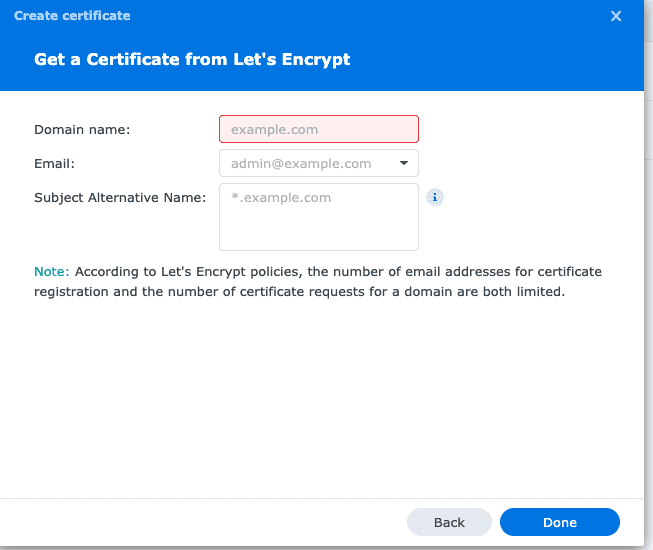 Create certificate
Get a Certificate from Let's Encrypt
Domain name: example.com
Email: admin@example.com
Subject Alternative Name: *.example.com
Note: According to Let's Encrypt policies, the number of email addresses for certificate
registration and the number of certificate requests for a domain are both limited.
Back Done